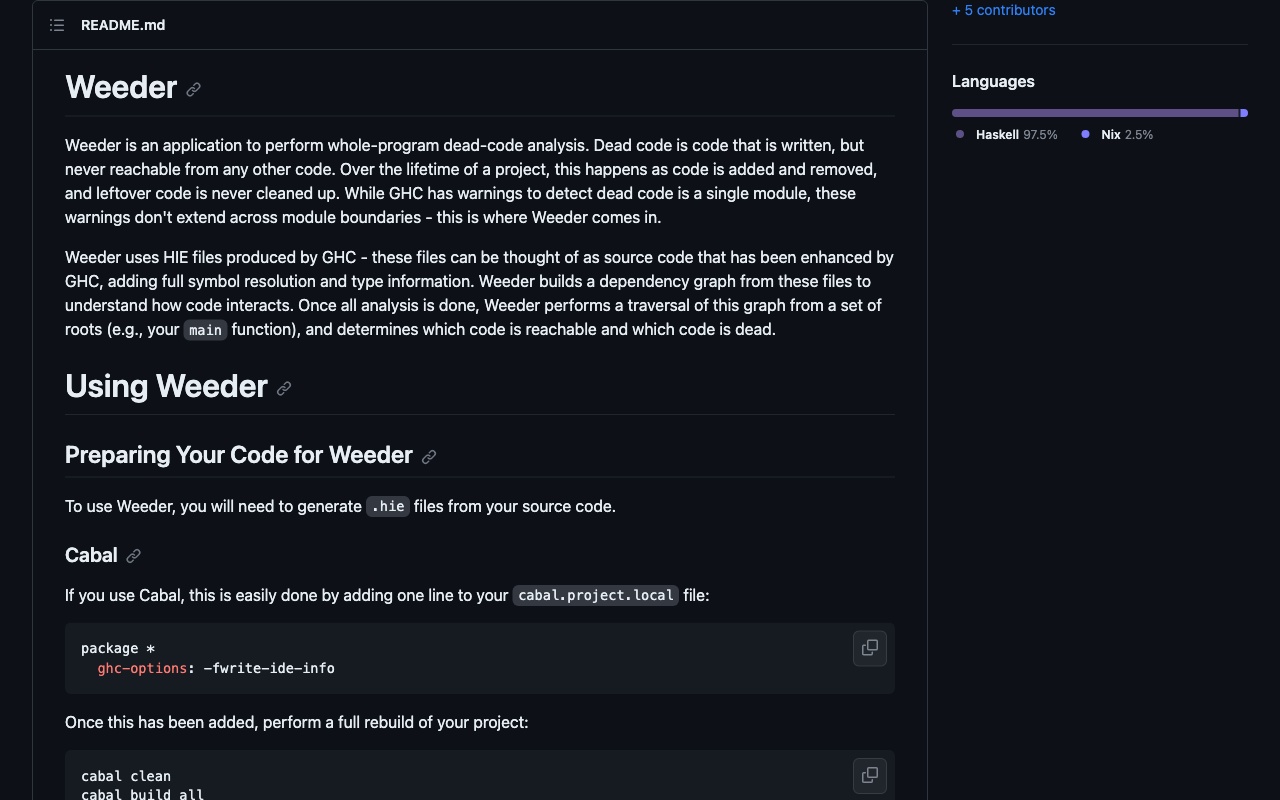 README.md
Weeder
Weeder is an application to perform whole-program dead-code analysis. Dead code is code that is written, but
never reachable from any other code. Over the lifetime of a project, this happens as code is added and removed,
and leftover code is never cleaned up. While GHC has warnings to detect dead code is a single module, these
warnings don't extend across module boundaries - this is where Weeder comes in.
Weeder uses HIE files produced by GHC - these files can be thought of as source code that has been enhanced by
GHC, adding full symbol resolution and type information. Weeder builds a dependency graph from these files to
understand how code interacts. Once all analysis is done, Weeder performs a traversal of this graph from a set of
roots (e.g., your main function), and determines which code is reachable and which code is dead.
Using Weeder
Preparing Your Code for Weeder
To use Weeder, you will need to generate .hie files from your source code.
Cabal
If you use Cabal, this is easily done by adding one line to your cabal.project.local file:
package *
  ghc-options: -fwrite-ide-info
Once this has been added, perform a full rebuild of your project:
cabal clean
cabal build all
+ 5 contributors
Languages
Haskell 97.5% Nix 2.5%